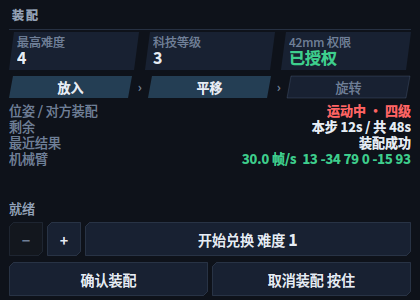 装配
最高难度 科技等级 42mm 权限
4 3 已授权
放入 › 平移 › 旋转
位姿 / 对方装配 运动中 · 四级
剩余 本步 12s / 共 48s
最近结果 装配成功
机械臂 30.0 帧/s 13 -34 79 0 -15 93
就绪
− + 开始兑换 难度 1
确认装配 取消装配 按住